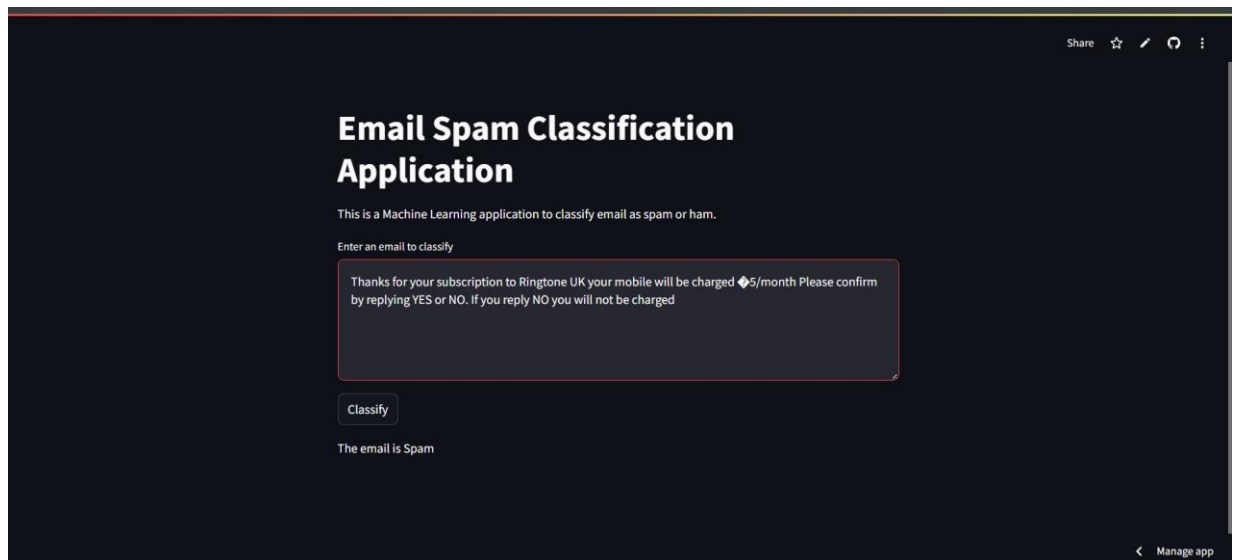 Share
Email Spam Classification
Application
This is a Machine Learning application to classify email as spam or ham.
Enter an email to classify
Thanks for your subscription to Ringtone UK your mobile will be charged �5/month Please confirm
by replying YES or NO. If you reply NO you will not be charged
Classify
The email is Spam
Manage app